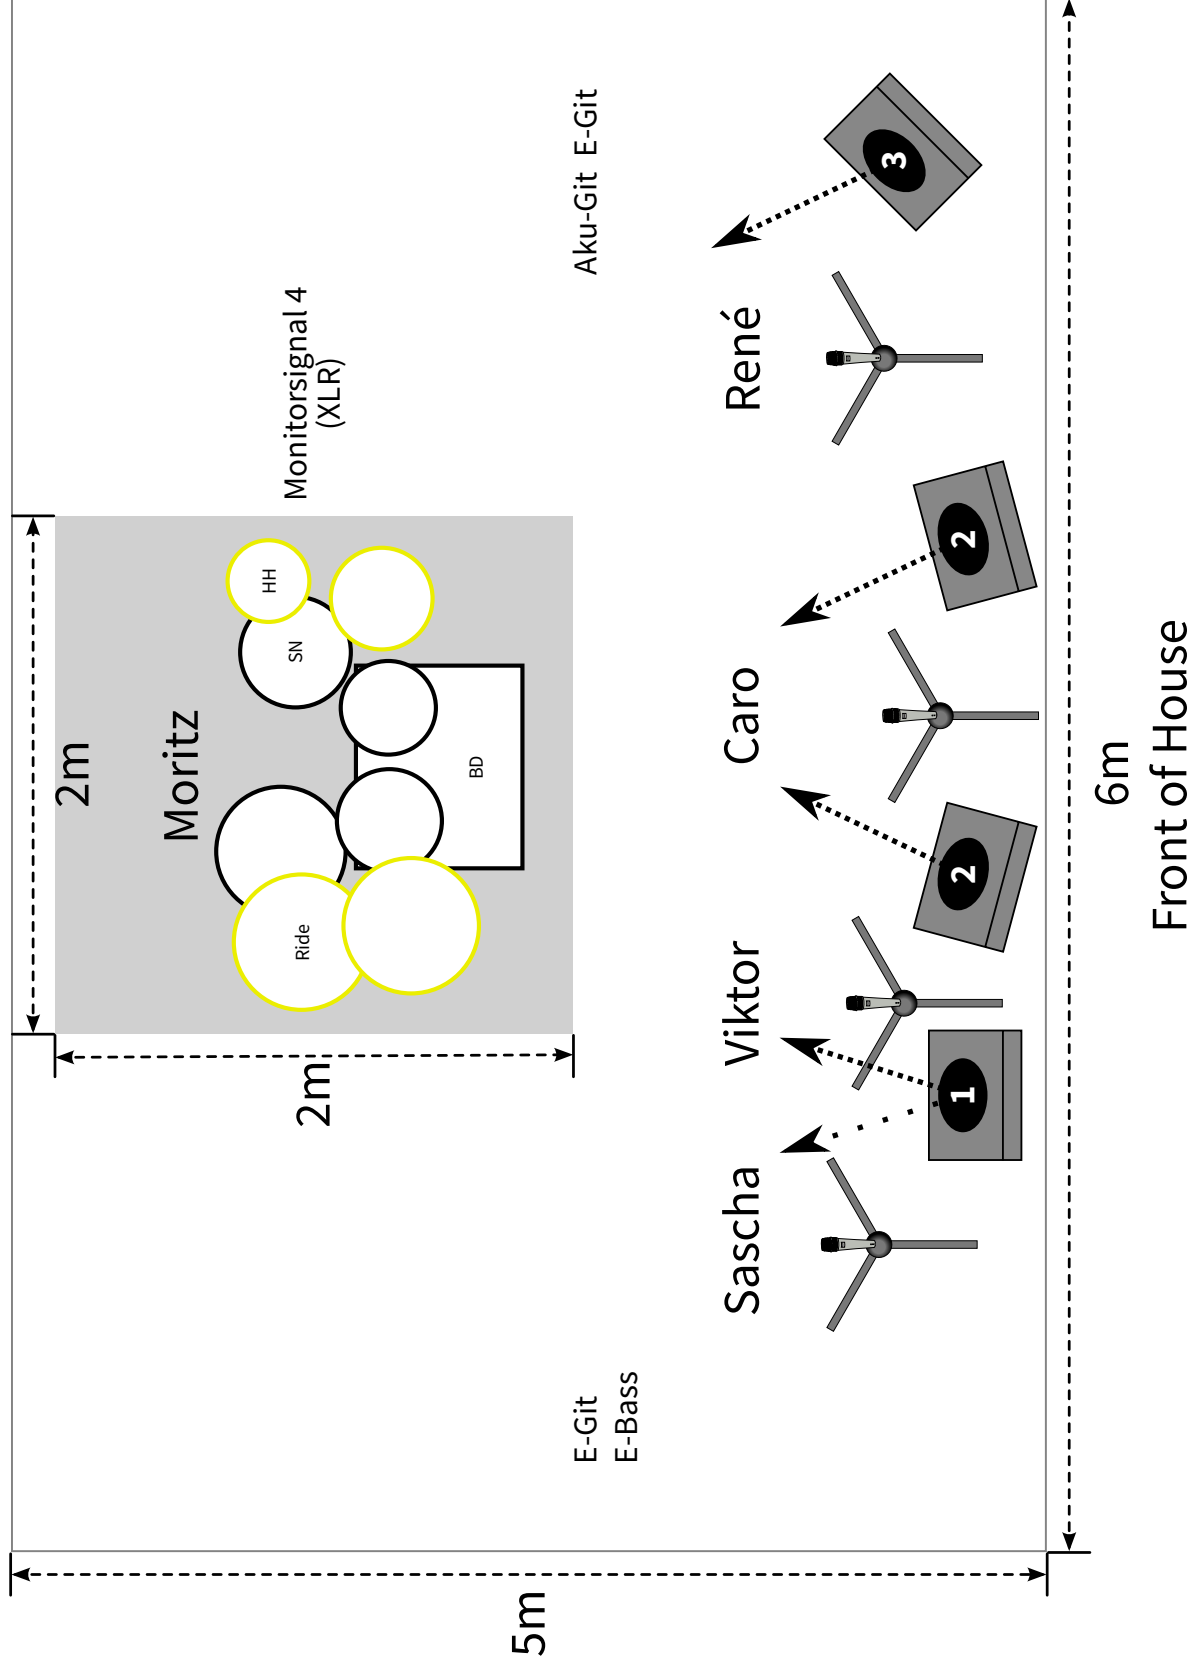 2m
Moritz
2m
HH
SN
Ride
BD
Monitorsignal 4
(XLR)
E-Git
E-Bass
Aku-Git E-Git
Sascha
Viktor
Caro
René
1
2
2
3
5m
6m
Front of House